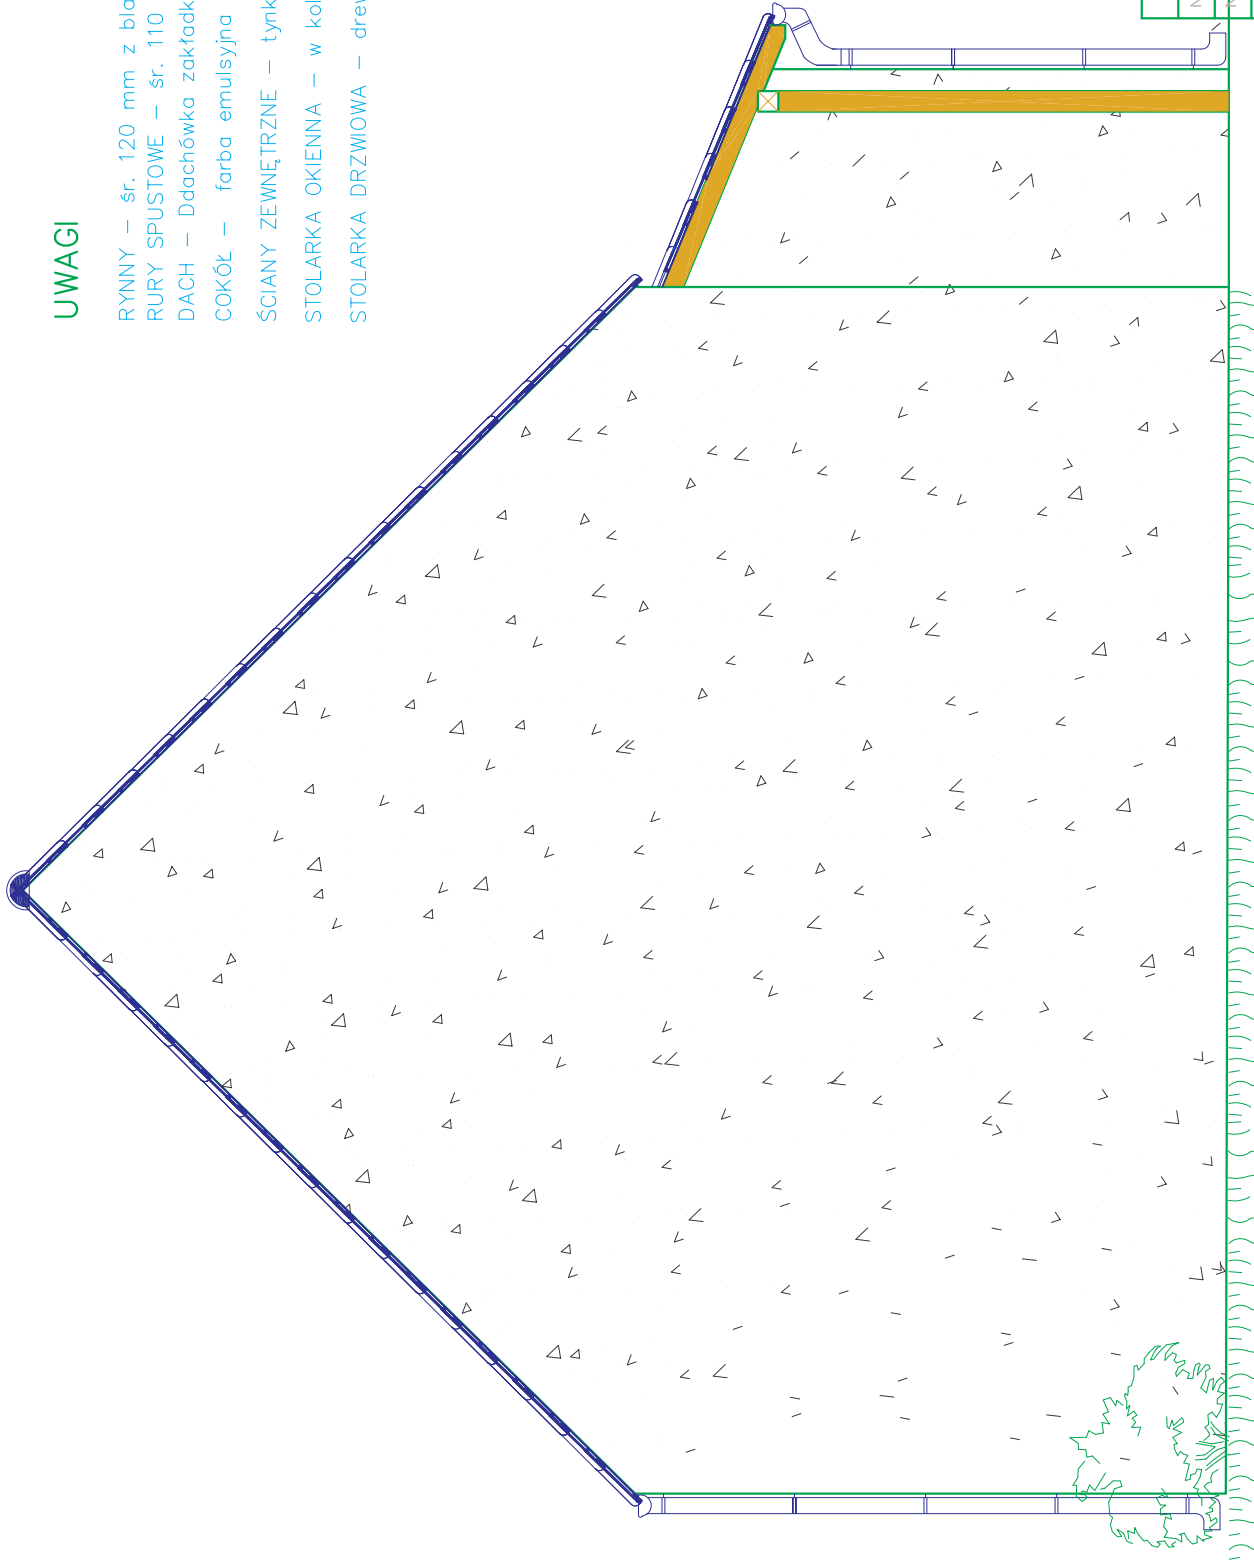 UWAGI
RYNNY – śr. 120 mm z bla
RURY SPUSTOWE – śr. 110
DACH – Ddachówka zakładk
COKÓŁ – farba emulsyjna
ŚCIANY ZEWNĘTRZNE – tynk
STOLARKA OKIENNA – w kol
STOLARKA DRZWIOWA – drew